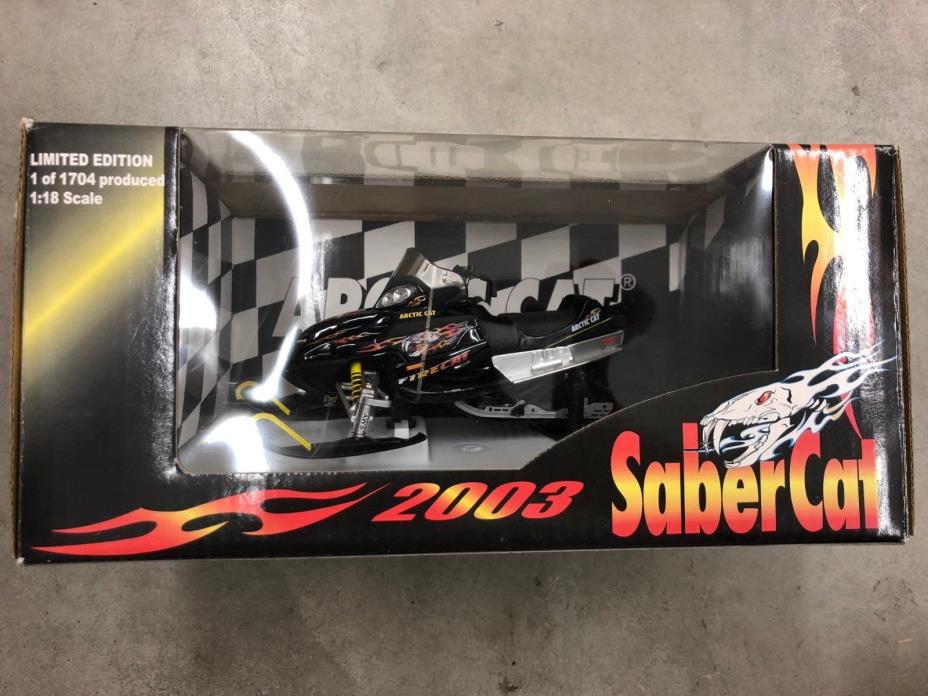 LIMITED EDITION
1 of 1704 produced
1:18 Scale
ARCTIC CAT®
ARCTIC CAT
ARCTIC CAT
FIRECAT
2003
SaberCat